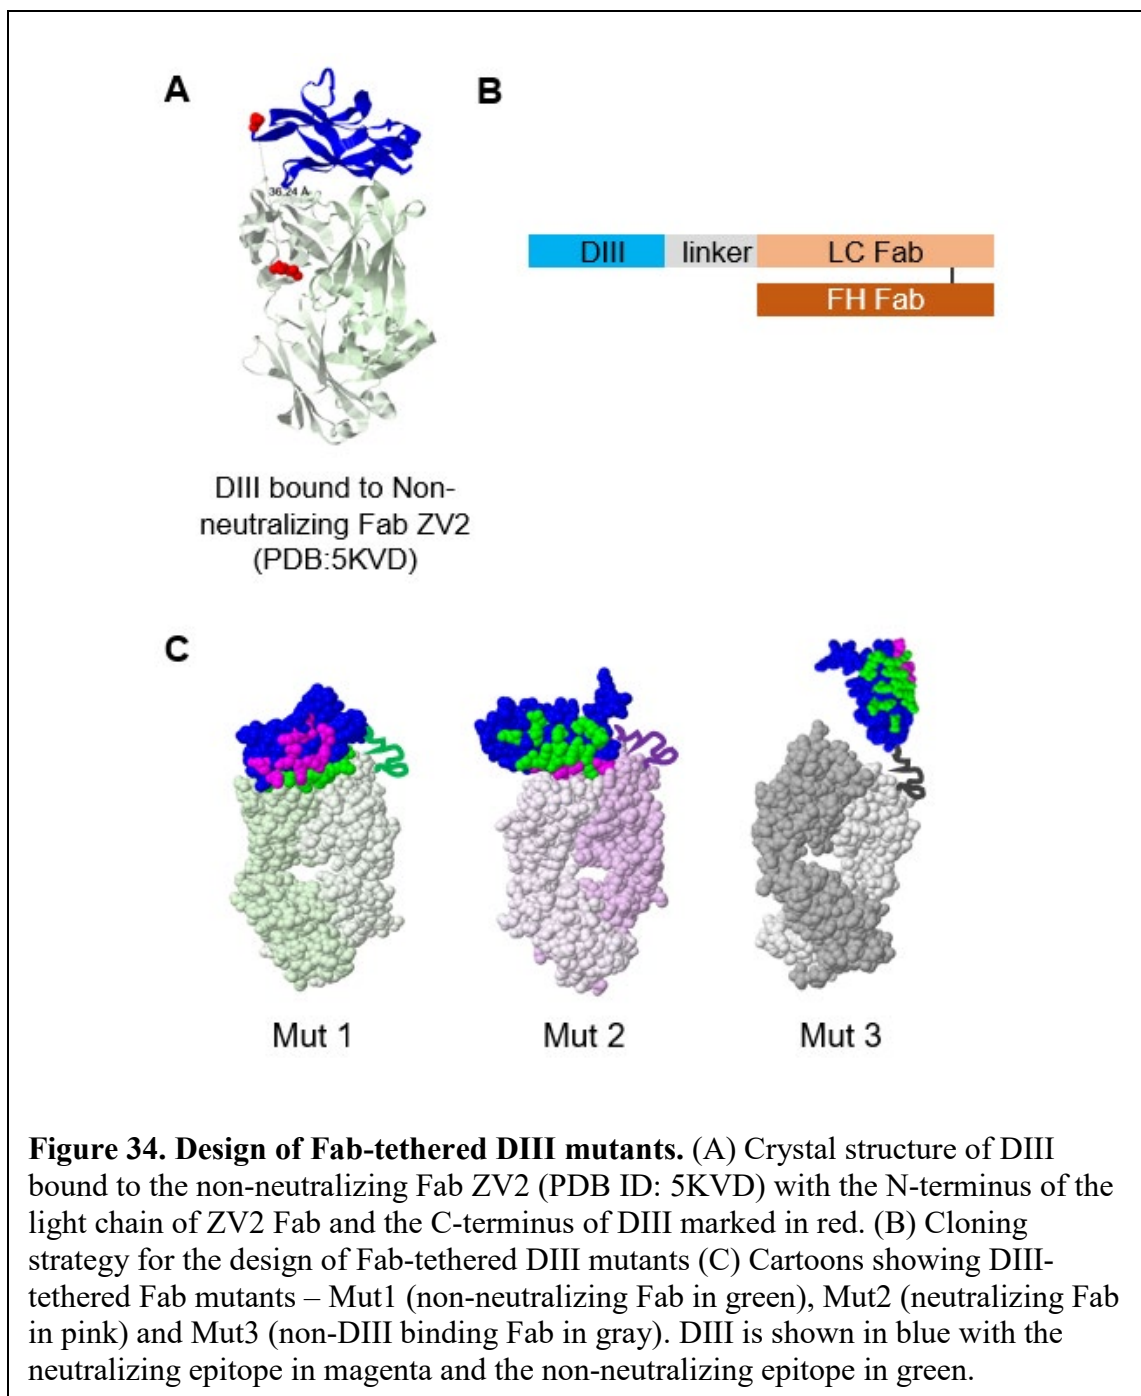 A
B
36.24 Å
DIII
linker
LC Fab
FH Fab
DIII bound to Non-
neutralizing Fab ZV2
(PDB:5KVD)
C
Mut 1
Mut 2
Mut 3
Figure 34. Design of Fab-tethered DIII mutants. (A) Crystal structure of DIII
bound to the non-neutralizing Fab ZV2 (PDB ID: 5KVD) with the N-terminus of the
light chain of ZV2 Fab and the C-terminus of DIII marked in red. (B) Cloning
strategy for the design of Fab-tethered DIII mutants (C) Cartoons showing DIII-
tethered Fab mutants – Mut1 (non-neutralizing Fab in green), Mut2 (neutralizing Fab
in pink) and Mut3 (non-DIII binding Fab in gray). DIII is shown in blue with the
neutralizing epitope in magenta and the non-neutralizing epitope in green.